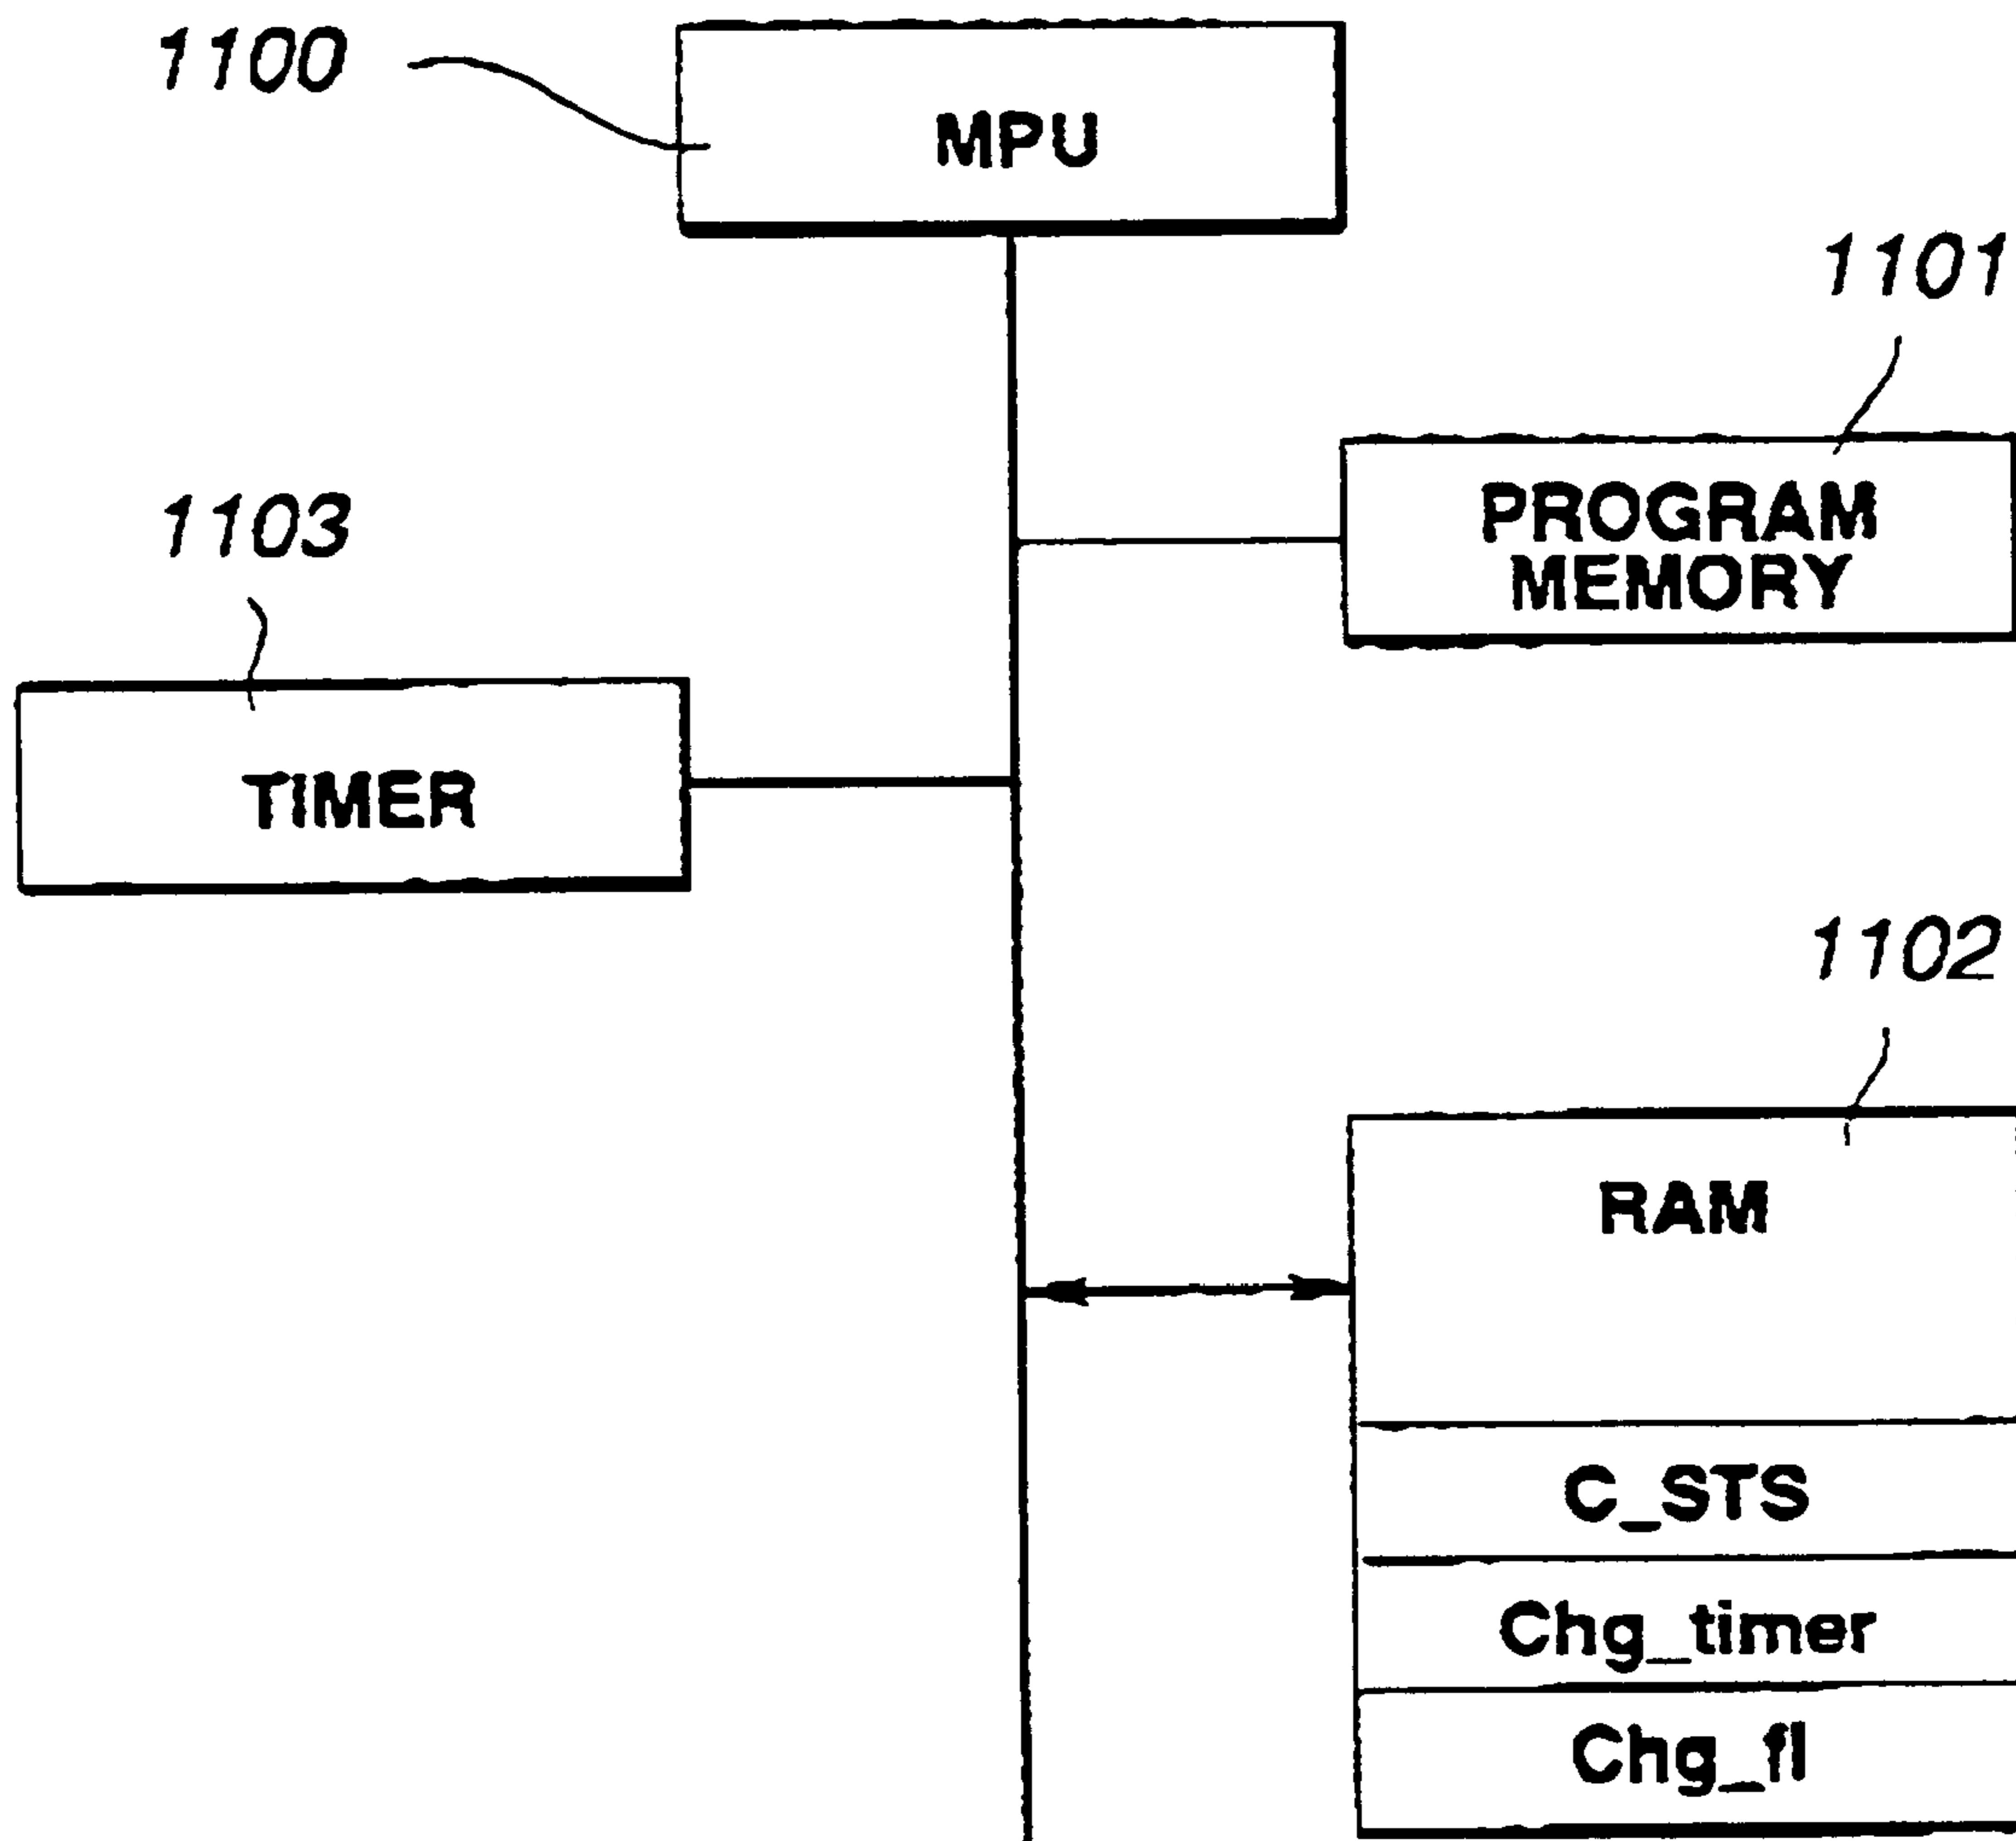 1100
MPU
1101
PROGRAM
MEMORY
1103
TIMER
1102
RAM
C_STS
Chg_timer
Chg_fl